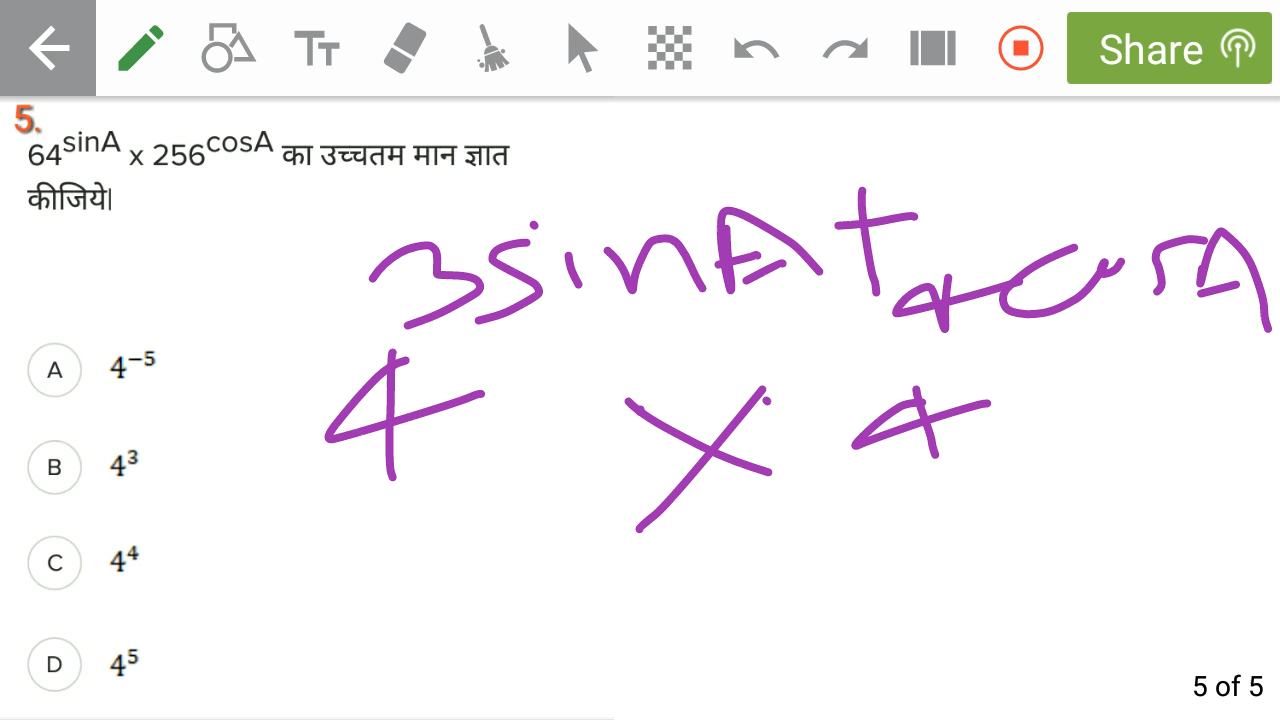 Share
5.
64^sinA x 256^cosA का उच्चतम मान ज्ञात
कीजिये|
3sinA + 4cosA
4 × 4
A 4^−5
B 4^3
C 4^4
D 4^5
5 of 5